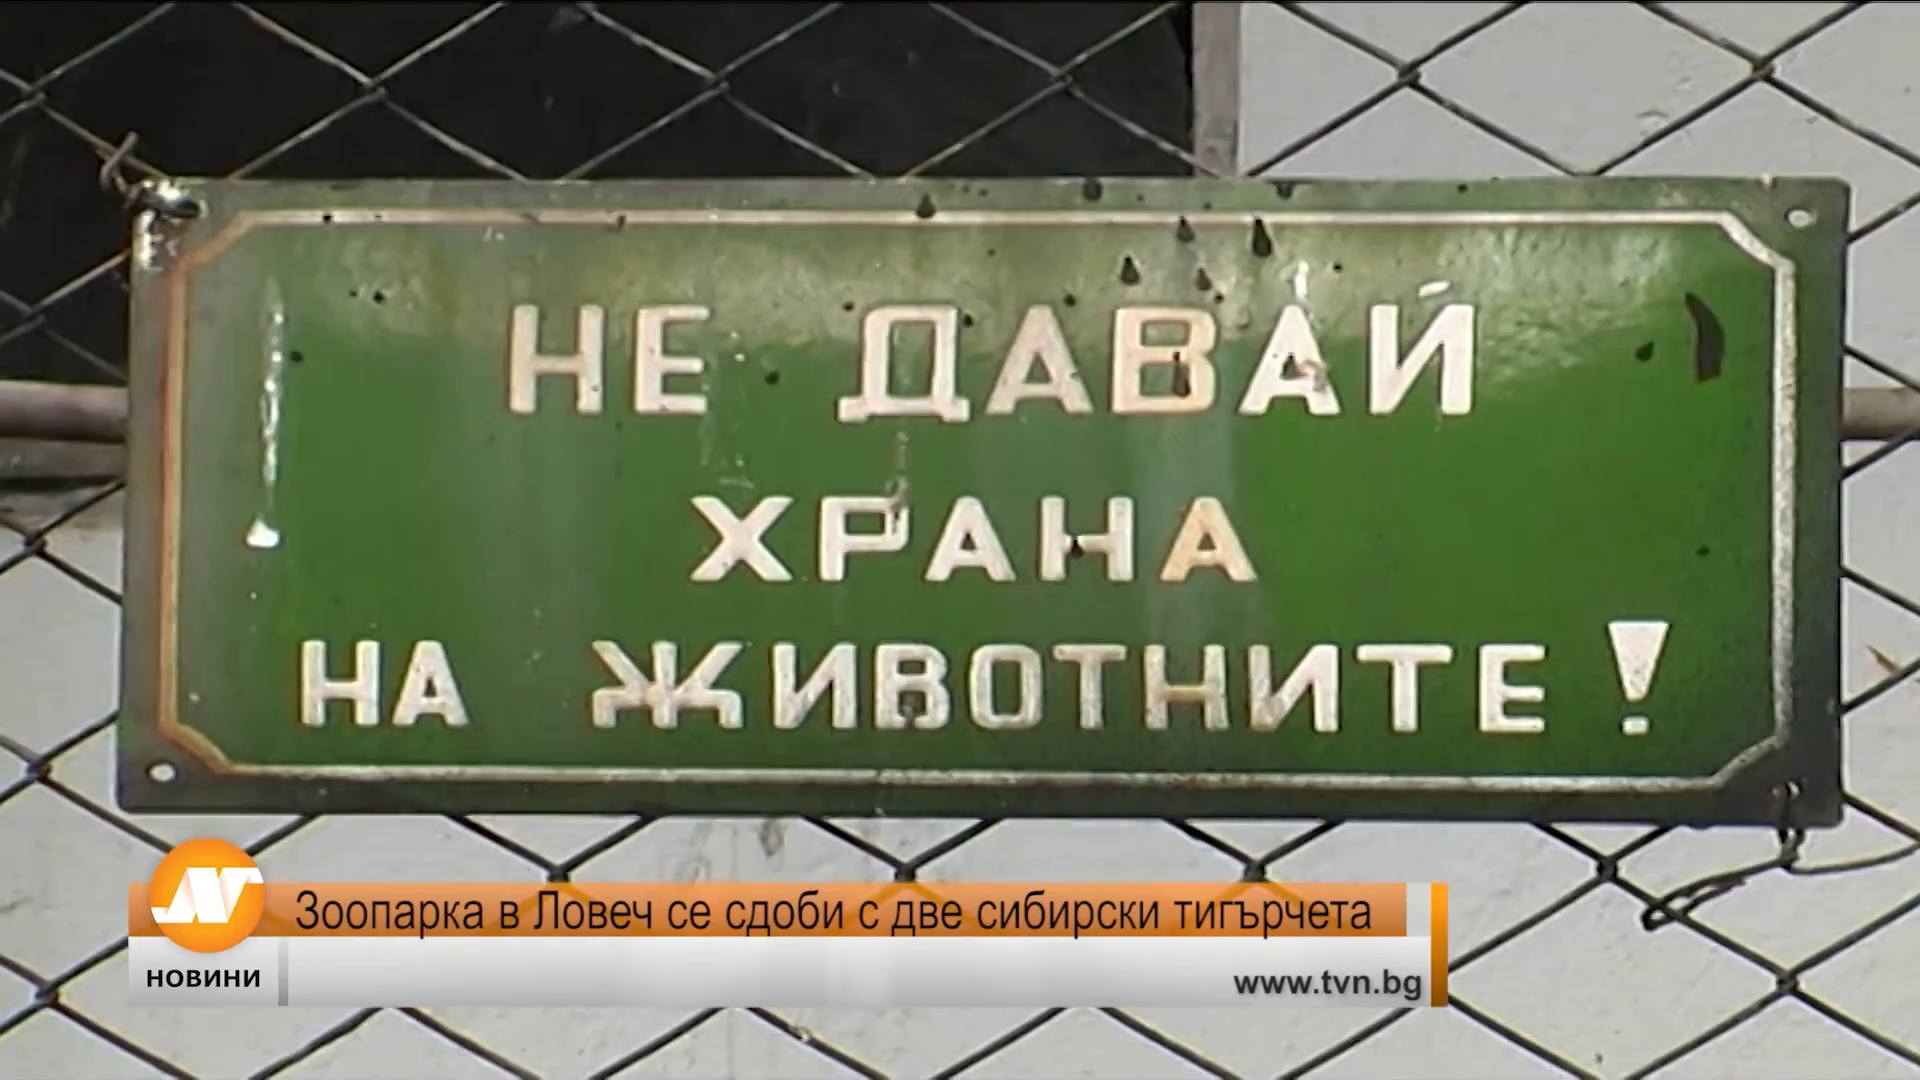 НЕ ДАВАЙ
ХРАНА
НА ЖИВОТНИТЕ!
Зоопарка в Ловеч се сдоби с две сибирски тигърчета
НОВИНИ
www.tvn.bg